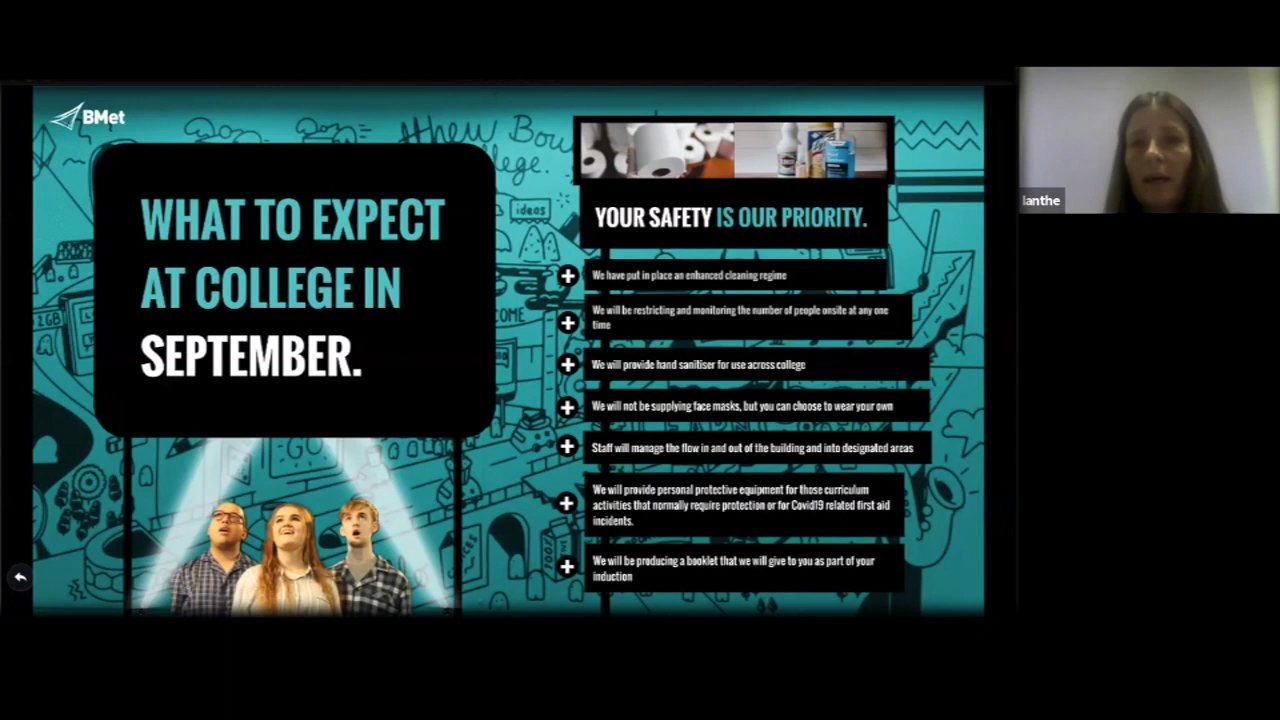 BMet
WHAT TO EXPECT
AT COLLEGE IN
SEPTEMBER.
ideas
YOUR SAFETY IS OUR PRIORITY.
We have put in place an enhanced cleaning regime
We will be restricting and monitoring the number of people onsite at any one
time
We will provide hand sanitiser for use across college
We will not be supplying face masks, but you can choose to wear your own
Staff will manage the flow in and out of the building and into designated areas
We will provide personal protective equipment for those curriculum
activities that normally require protection or for Covid19 related first aid
incidents.
We will be producing a booklet that we will give to you as part of your
induction
Ianthe